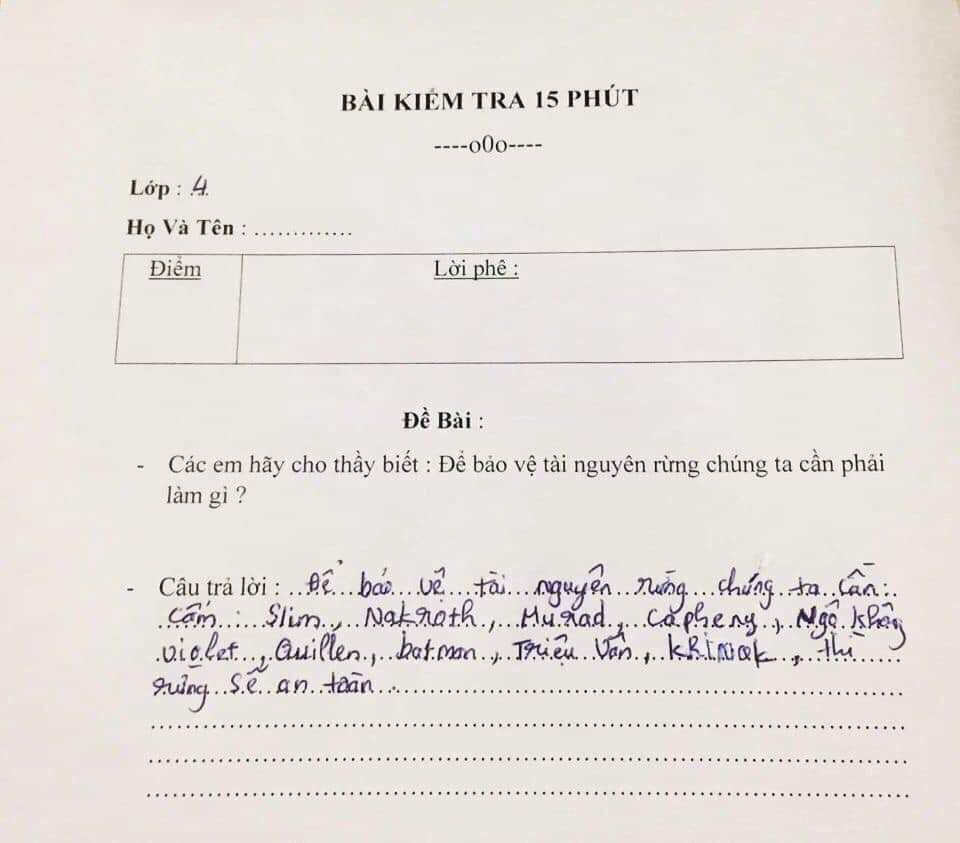 BÀI KIỂM TRA 15 PHÚT
----o0o----
Lớp : 4
Họ Và Tên : .............
Điểm
Lời phê :
Đề Bài :
- Các em hãy cho thầy biết : Để bảo vệ tài nguyên rừng chúng ta cần phải
làm gì ?
- Câu trả lời : Để bảo vệ tài nguyên rừng chúng ta cần:
Cấm : Slim, Nakroth, Murad, Capheny, Ngộ không
violet, Quillen, batman, Triệu Vân, KRINak, thì
rừng sẽ an toàn